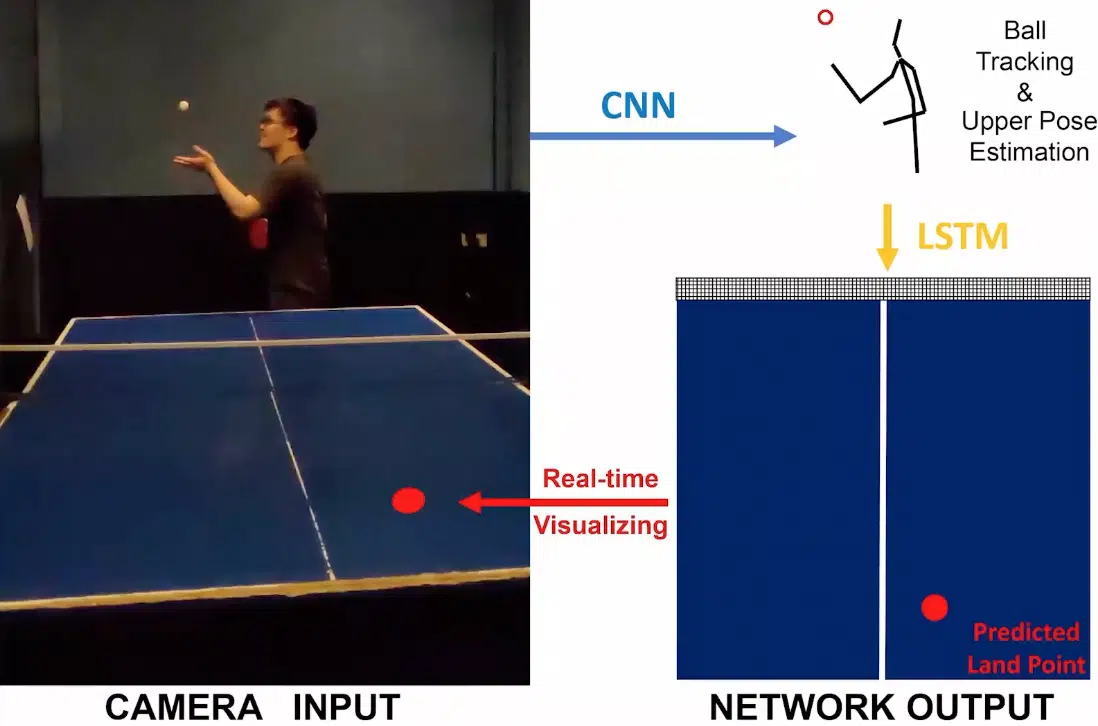 CNN
Ball
Tracking
&
Upper Pose
Estimation
LSTM
Real-time
Visualizing
Predicted
Land Point
CAMERA INPUT
NETWORK OUTPUT